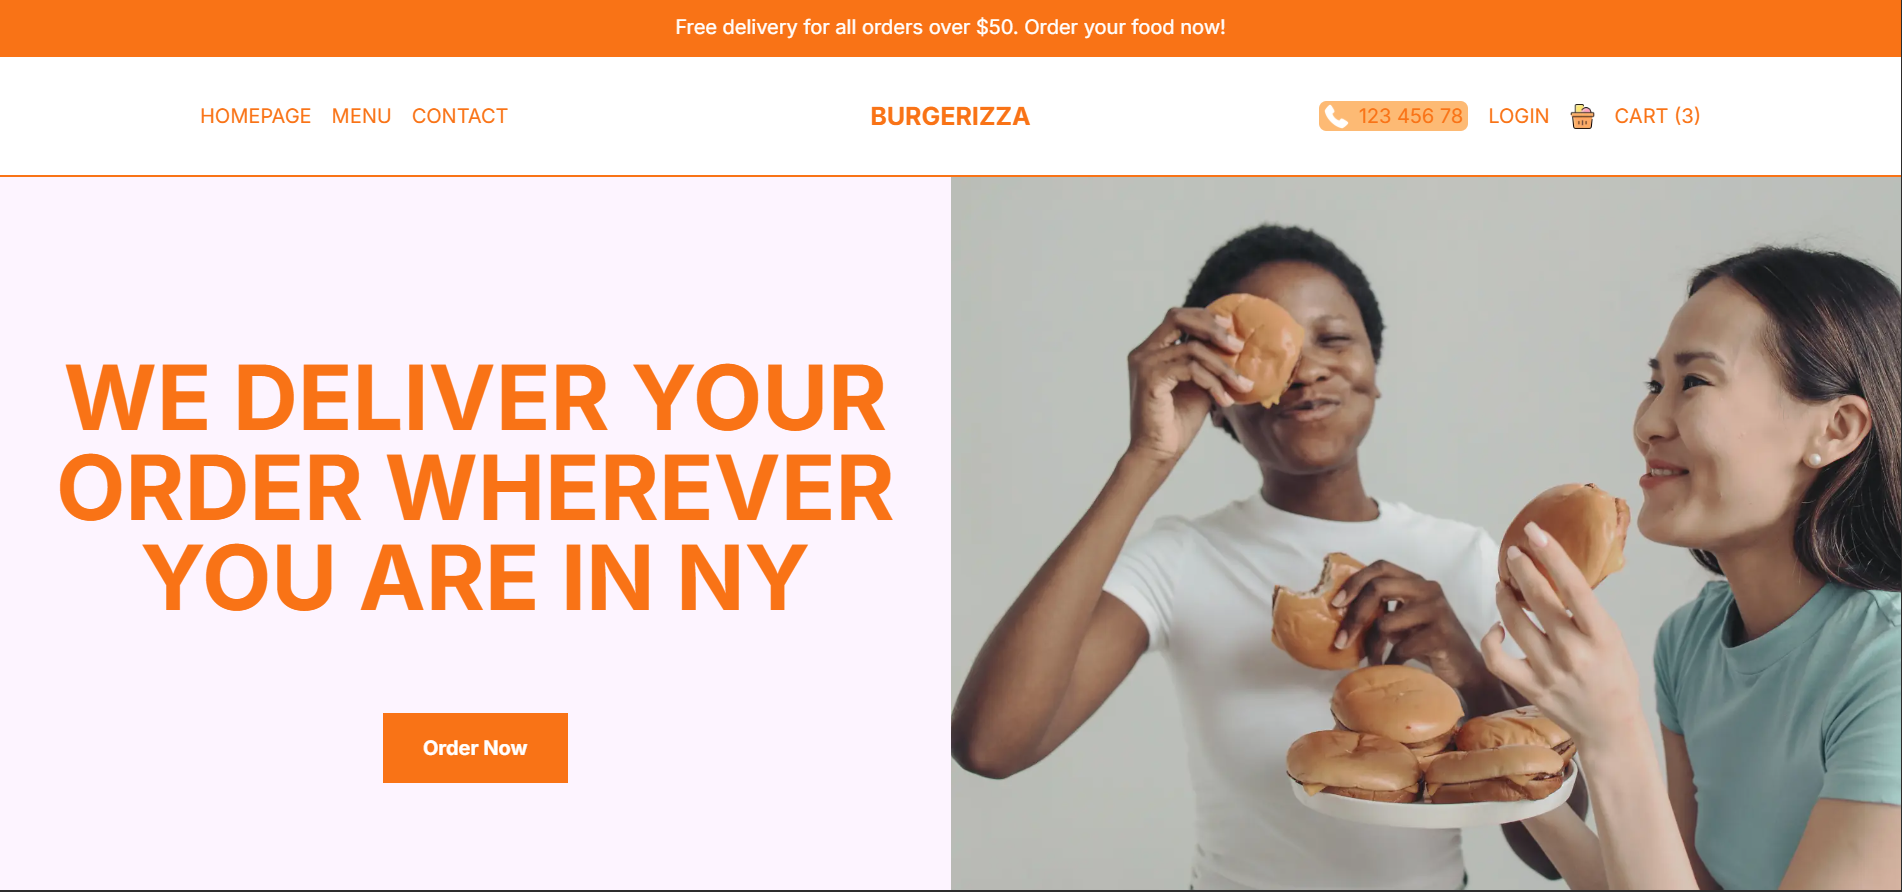 Free delivery for all orders over $50. Order your food now!
HOMEPAGE MENU CONTACT
BURGERIZZA
123 456 78 LOGIN CART (3)
WE DELIVER YOUR
ORDER WHEREVER
YOU ARE IN NY
Order Now